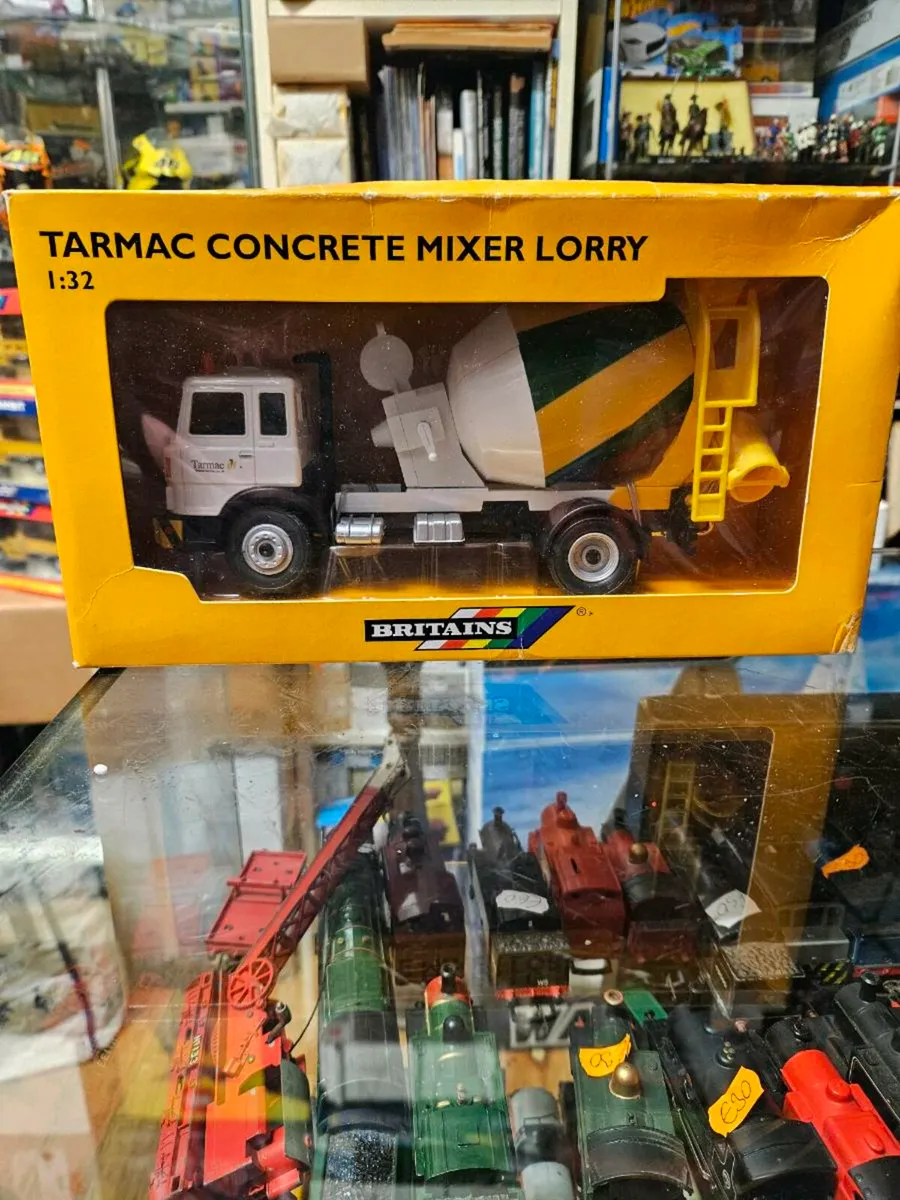 TARMAC CONCRETE MIXER LORRY
1:32
Tarmac
BRITAINS ®
£30